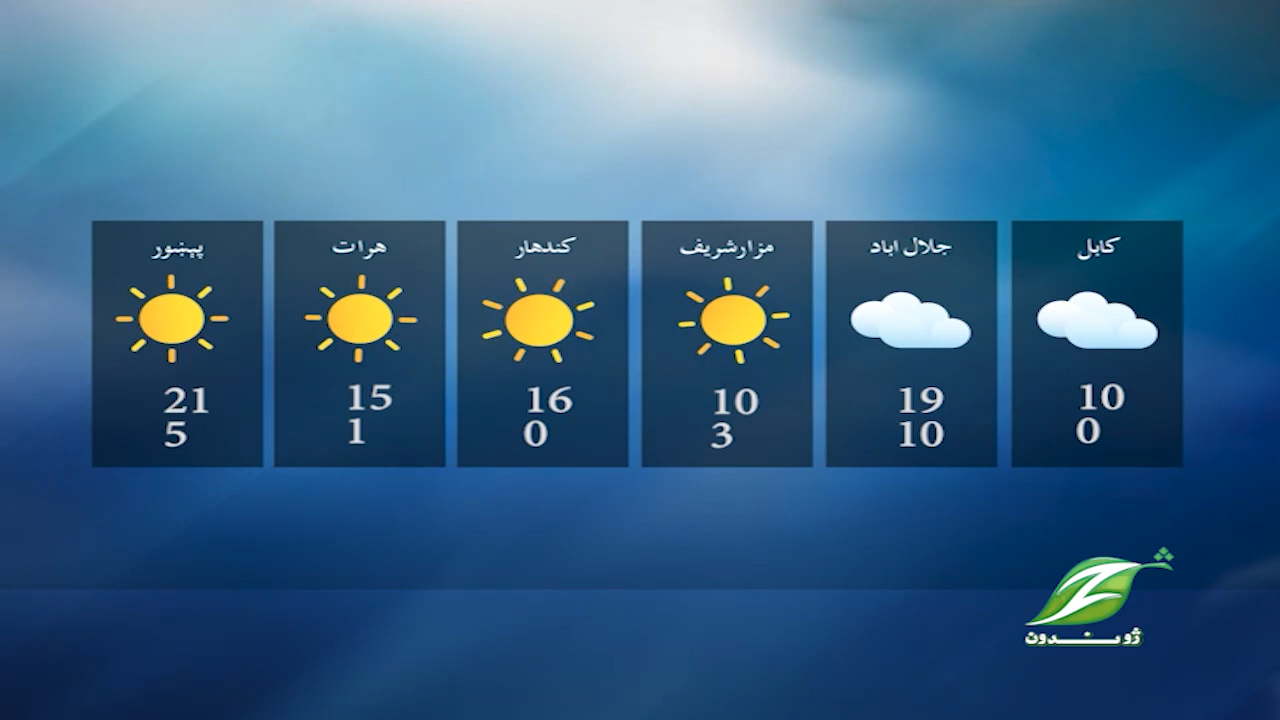 کابل
10
0
جلال اباد
19
10
مزارشریف
10
3
کندهار
16
0
هرات
15
1
پېښور
21
5
ژوندون